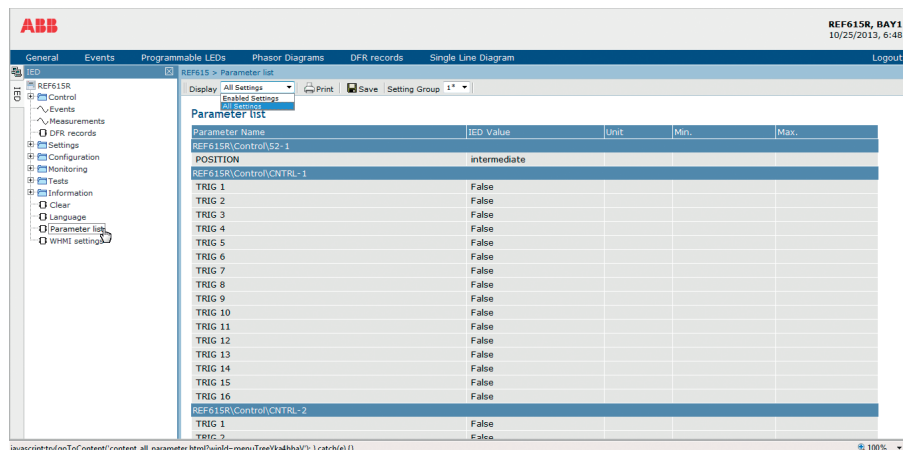 ABB
REF615R, BAY1
10/25/2013, 6:48
General Events Programmable LEDs Phasor Diagrams DFR records Single Line Diagram Logout
IED
REF615 > Parameter list
IED
REF615R
Control
Events
Measurements
DFR records
Settings
Configuration
Monitoring
Tests
Information
Clear
Language
Parameter list
WHMI settings
Display All Settings Print Save Setting Group 1*
Enabled Settings
All Settings
Parameter list
Parameter Name IED Value Unit Min. Max.
REF615R\Control\52-1
POSITION intermediate
REF615R\Control\CNTRL-1
TRIG 1 False
TRIG 2 False
TRIG 3 False
TRIG 4 False
TRIG 5 False
TRIG 6 False
TRIG 7 False
TRIG 8 False
TRIG 9 False
TRIG 10 False
TRIG 11 False
TRIG 12 False
TRIG 13 False
TRIG 14 False
TRIG 15 False
TRIG 16 False
REF615R\Control\CNTRL-2
TRIG 1 False
TRIG 2 False
100%